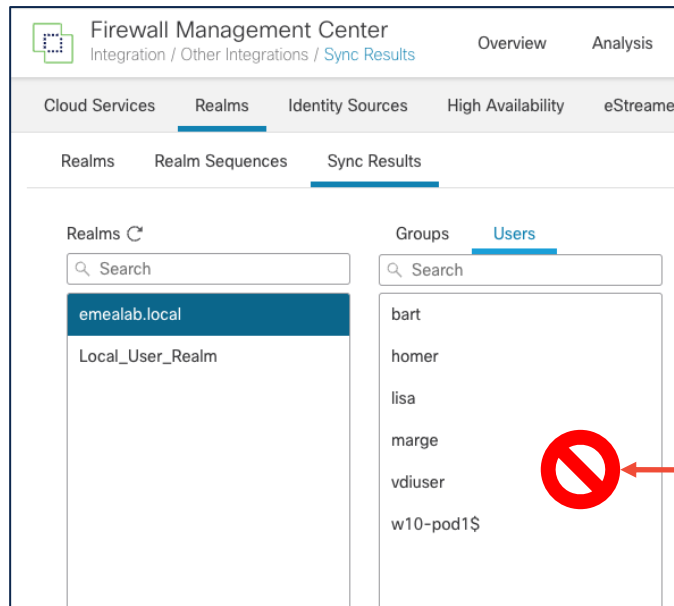 Firewall Management Center
Integration / Other Integrations / Sync Results
Overview
Analysis
Cloud Services
Realms
Identity Sources
High Availability
eStreame
Realms
Realm Sequences
Sync Results
Realms
Groups
Users
Search
Search
emealab.local
Local_User_Realm
bart
homer
lisa
marge
vdiuser
w10-pod1$